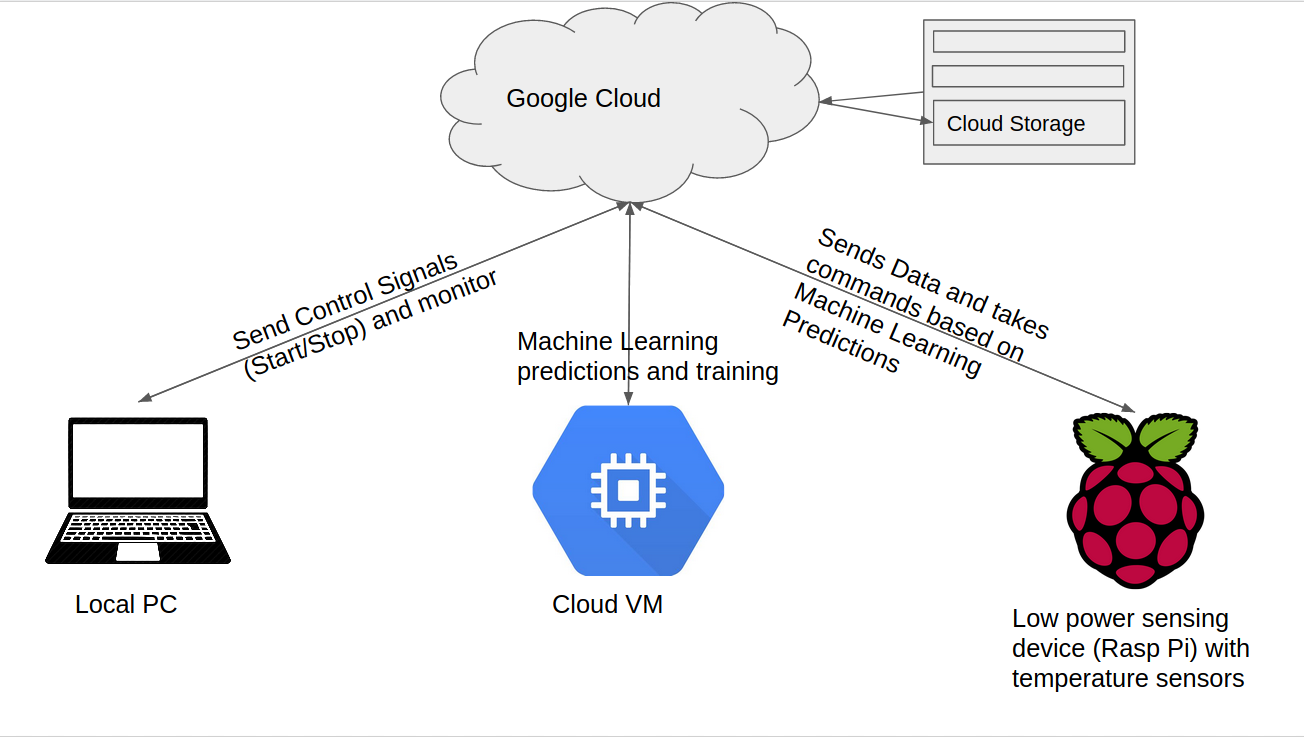 Google Cloud
Cloud Storage
Send Control Signals
(Start/Stop) and monitor
Machine Learning
predictions and training
Sends Data and takes
commands based on
Machine Learning
Predictions
Local PC
Cloud VM
Low power sensing
device (Rasp Pi) with
temperature sensors